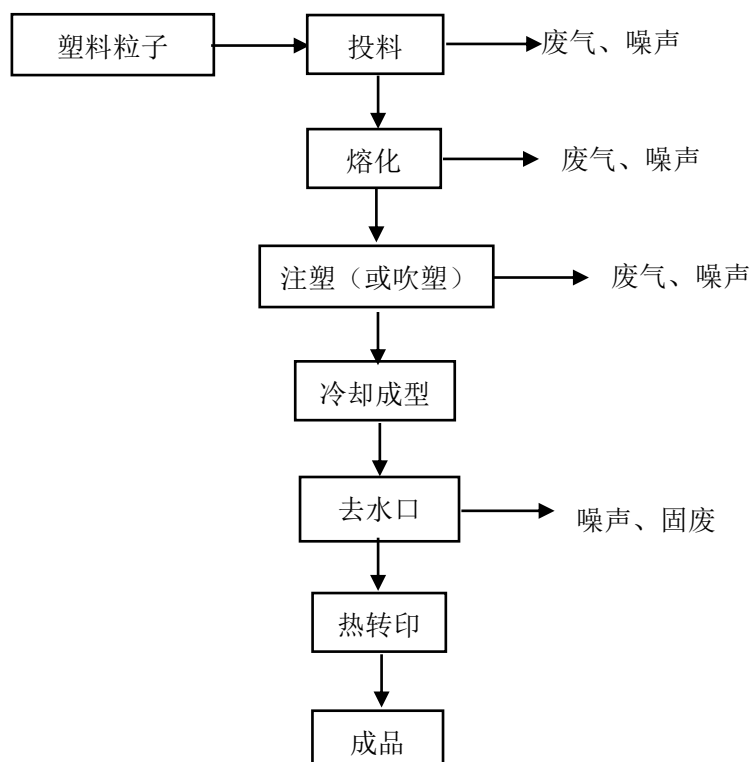 塑料粒子
投料
废气、噪声
熔化
废气、噪声
注塑（或吹塑）
废气、噪声
冷却成型
去水口
噪声、固废
热转印
成品